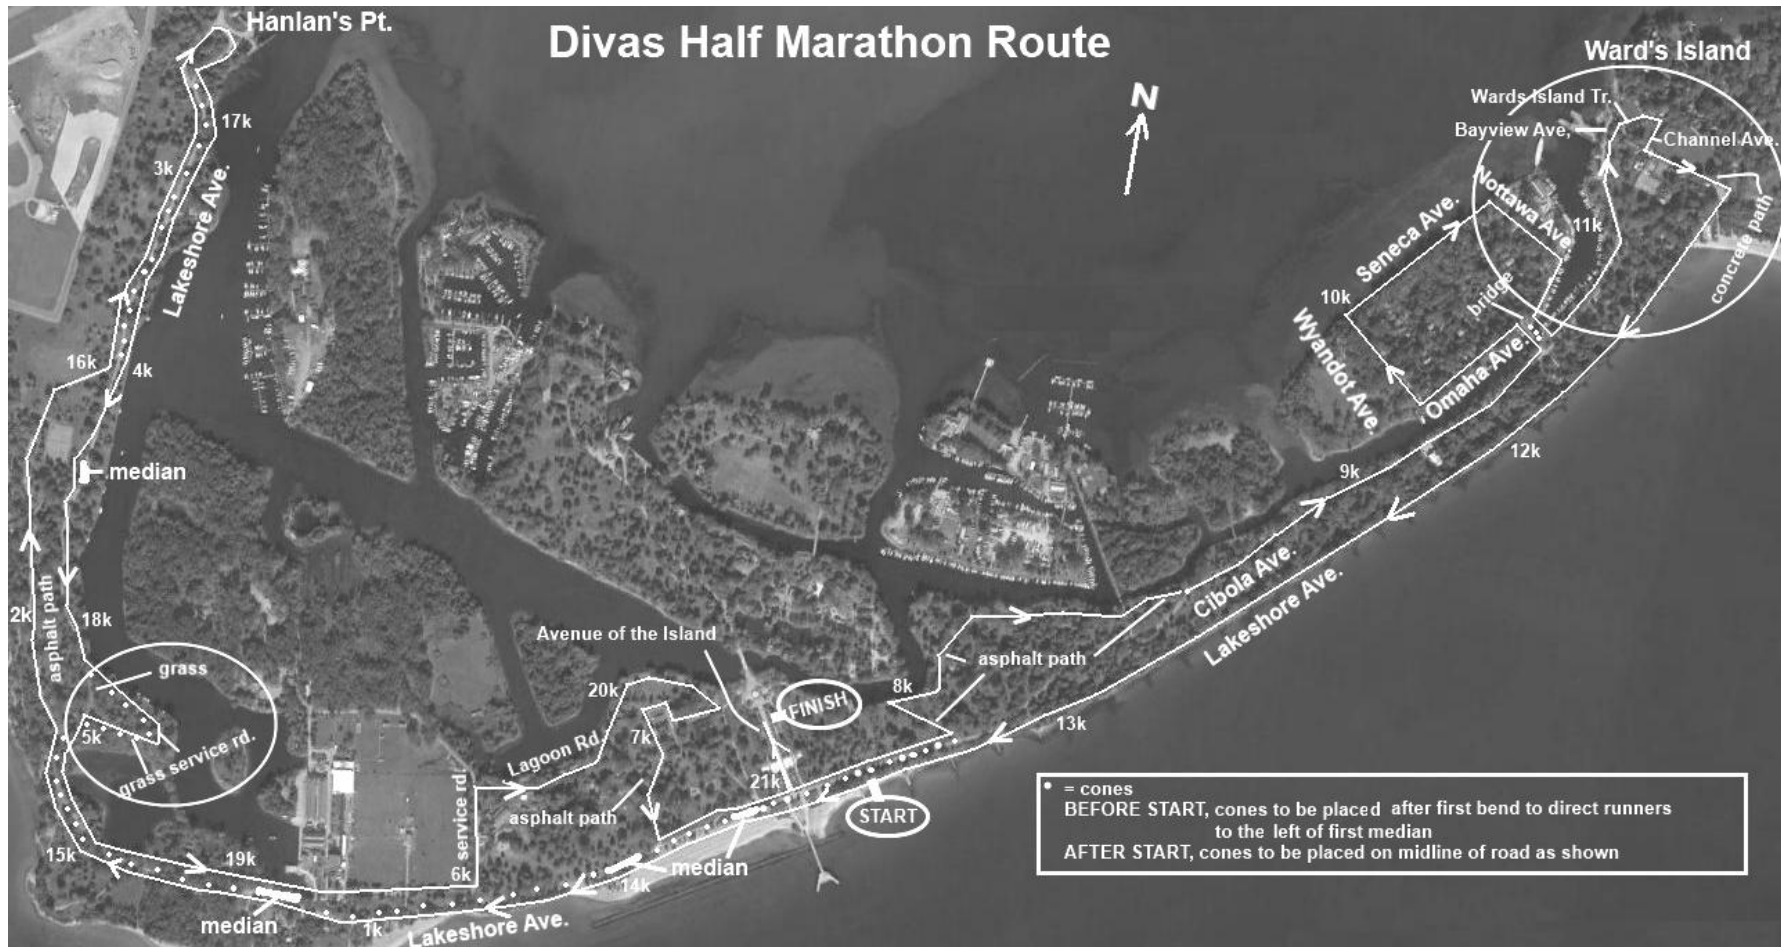 Hanlan's Pt.
Divas Half Marathon Route
Ward's Island
N
Wards Island Tr.
Bayview Ave,
Channel Ave.
17k
3k
Lakeshore Ave.
Nottawa Ave.
11k
concrete path
Seneca Ave.
bridge
10k
Wyandot Ave.
Omaha Ave.
16k
4k
median
12k
9k
2k
asphalt path
18k
Cibola Ave.
Lakeshore Ave.
Avenue of the Island
grass
asphalt path
20k
8k
FINISH
5k
grass service rd.
7k
Lagoon Rd.
13k
21k
START
asphalt path
service rd.
6k
15k
19k
median
14k
median
1k
Lakeshore Ave.
= cones
BEFORE START, cones to be placed after first bend to direct runners
to the left of first median
AFTER START, cones to be placed on midline of road as shown